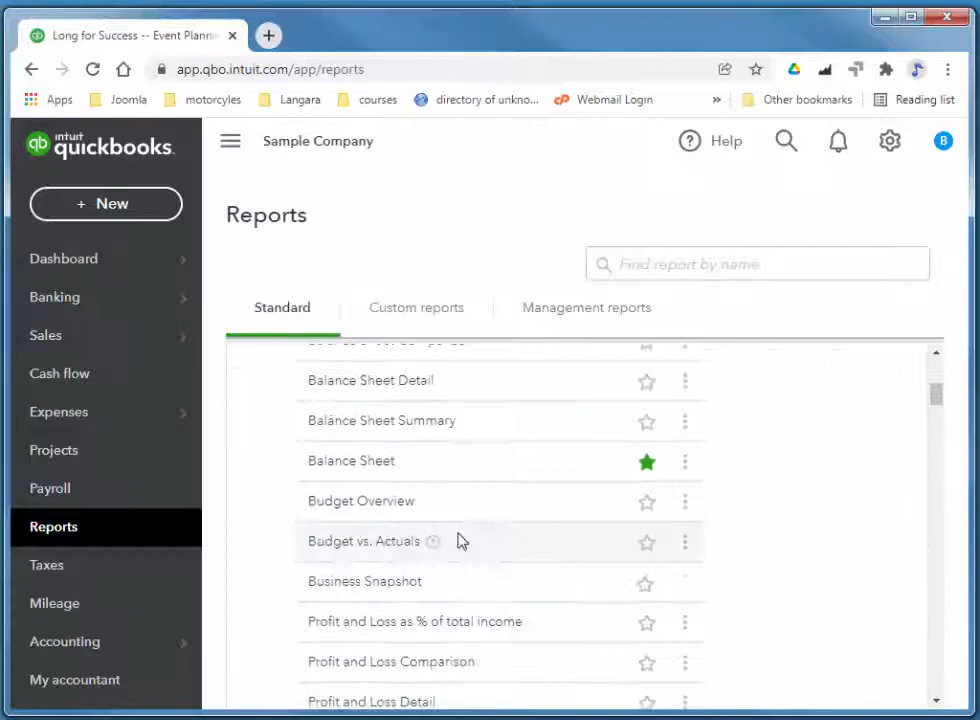 Long for Success -- Event Plann
app.qbo.intuit.com/app/reports
Apps
Joomla
motorcyles
Langara
courses
directory of unkno...
Webmail Login
»
Other bookmarks
Reading list
qb intuit quickbooks.
Sample Company
Help
B
+ New
Dashboard
Banking
Sales
Cash flow
Expenses
Projects
Payroll
Reports
Taxes
Mileage
Accounting
My accountant
Reports
Find report by name
Standard
Custom reports
Management reports
Balance Sheet Detail
Balance Sheet Summary
Balance Sheet
Budget Overview
Budget vs. Actuals
Business Snapshot
Profit and Loss as % of total income
Profit and Loss Comparison
Profit and Loss Detail